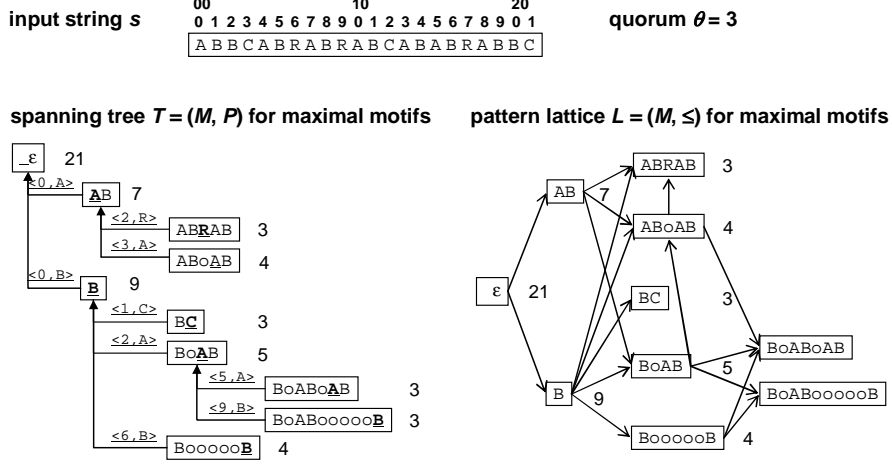 00 10 20
input string s 0 1 2 3 4 5 6 7 8 9 0 1 2 3 4 5 6 7 8 9 0 1 quorum θ = 3
A B B C A B R A B R A B C A B A B R A B B C
spanning tree T = (M, P) for maximal motifs
_ε 21
<0,A>
AB 7
<2,R>
ABRAB 3
<3,A>
ABoAB 4
<0,B>
B 9
<1,C>
BC 3
<2,A>
BoAB 5
<5,A>
BoABoAB 3
<9,B>
BoABoooooB 3
<6,B>
BoooooB 4
pattern lattice L = (M, ≤) for maximal motifs
ABRAB 3
AB 7
ABoAB 4
ε 21
BC 3
BoABoAB
BoAB 5
B 9
BoABoooooB
BoooooB 4